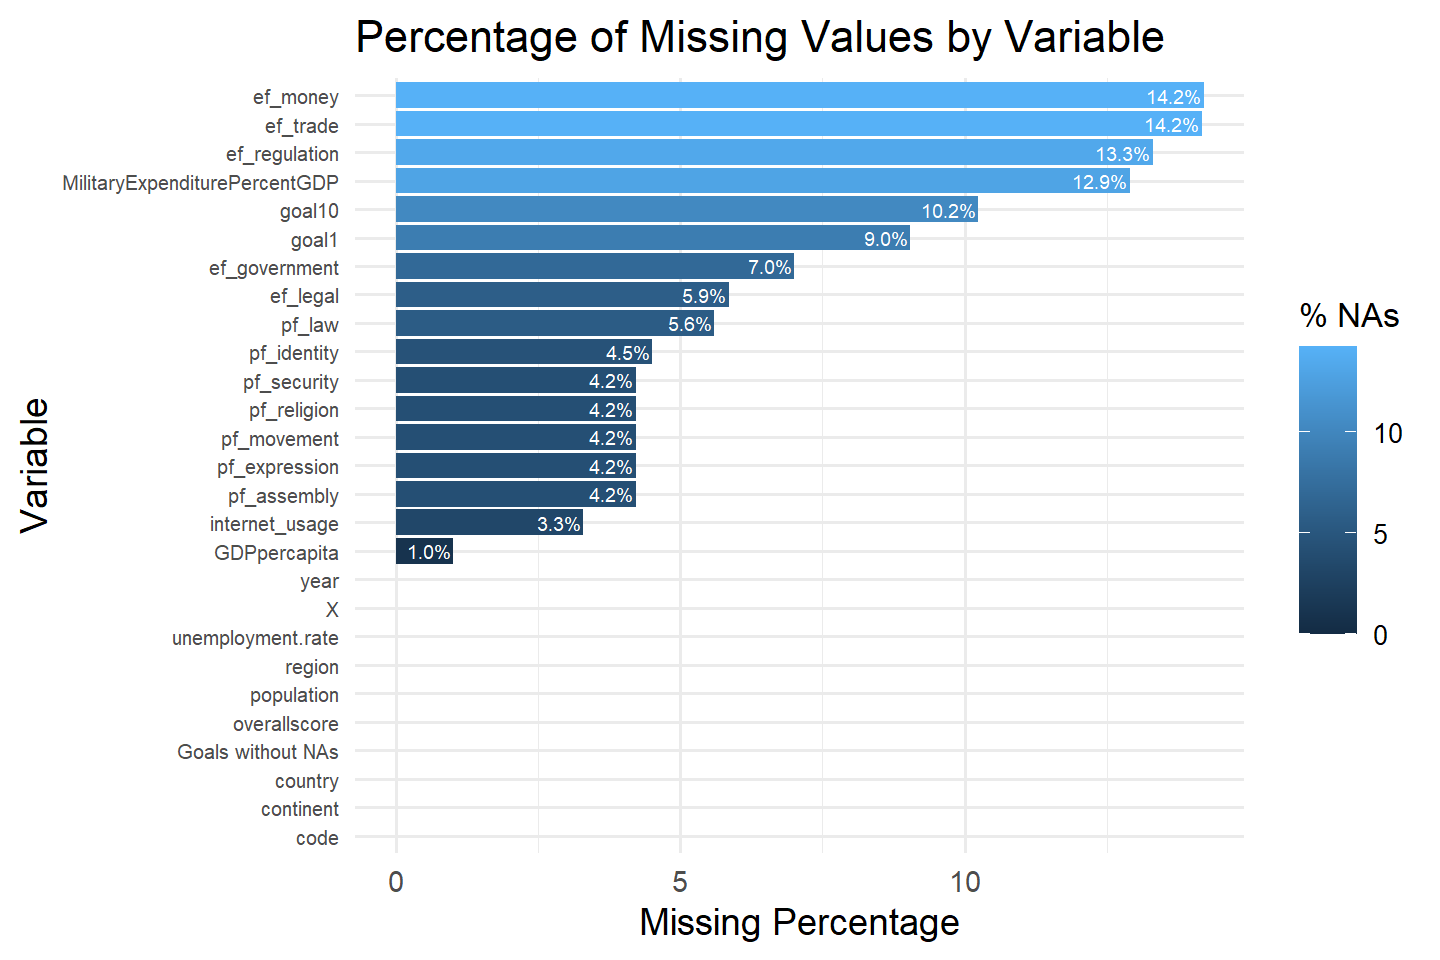 Percentage of Missing Values by Variable
ef_money 14.2%
ef_trade 14.2%
ef_regulation 13.3%
MilitaryExpenditurePercentGDP 12.9%
goal10 10.2%
goal1 9.0%
ef_government 7.0%
ef_legal 5.9%
pf_law 5.6%
pf_identity 4.5%
pf_security 4.2%
pf_religion 4.2%
pf_movement 4.2%
pf_expression 4.2%
pf_assembly 4.2%
internet_usage 3.3%
GDPpercapita 1.0%
year
X
unemployment.rate
region
population
overallscore
Goals without NAs
country
continent
code
0 5 10
Missing Percentage
Variable
% NAs
10
5
0